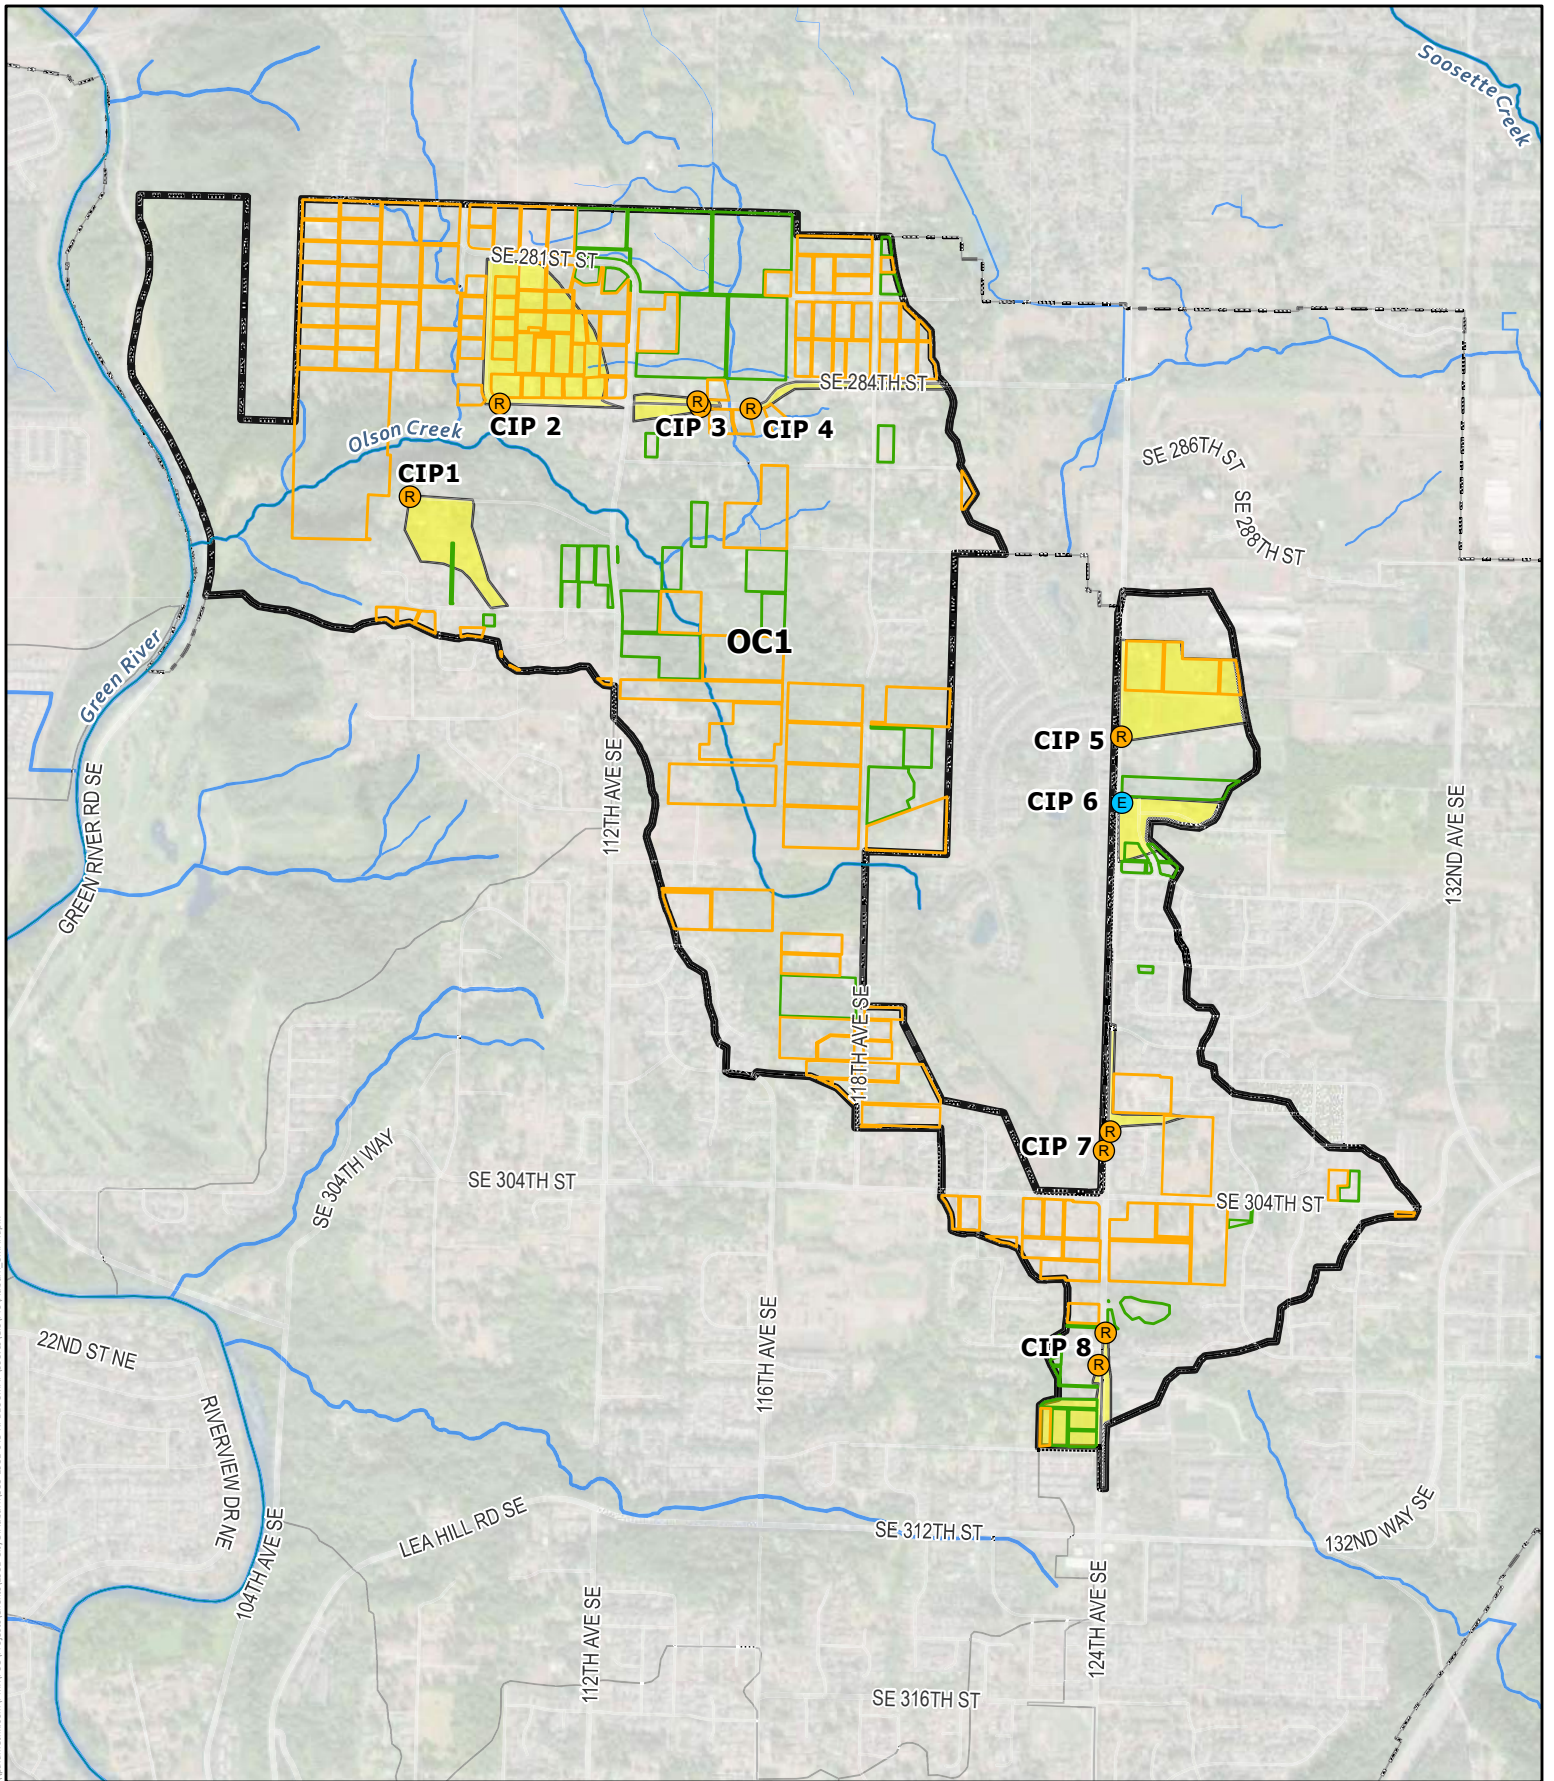 Soosette Creek
SE 281ST ST
SE 284TH ST
R
R
R
CIP 2
CIP 3
CIP 4
Olson Creek
SE 286TH ST
CIP1
R
SE 288TH ST
OC1
Green River
CIP 5
R
CIP 6
E
112TH AVE SE
GREEN RIVER RD SE
132ND AVE SE
118TH AVE SE
CIP 7
R
R
SE 304TH WAY
SE 304TH ST
SE 304TH ST
22ND ST NE
116TH AVE SE
CIP 8
R
R
RIVERVIEW DR NE
104TH AVE SE
LEA HILL RD SE
SE 312TH ST
132ND WAY SE
112TH AVE SE
124TH AVE SE
SE 316TH ST